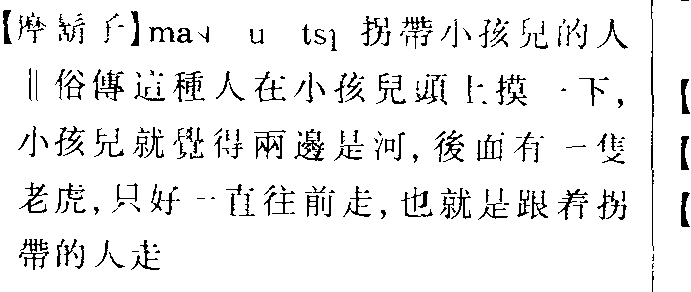 【摩鬍子】ma˧˩ u tsɿ 拐帶小孩兒的人
‖俗傳這種人在小孩兒頭上摸一下,
小孩兒就覺得兩邊是河,後面有一隻
老虎,只好一直往前走,也就是跟着拐
帶的人走